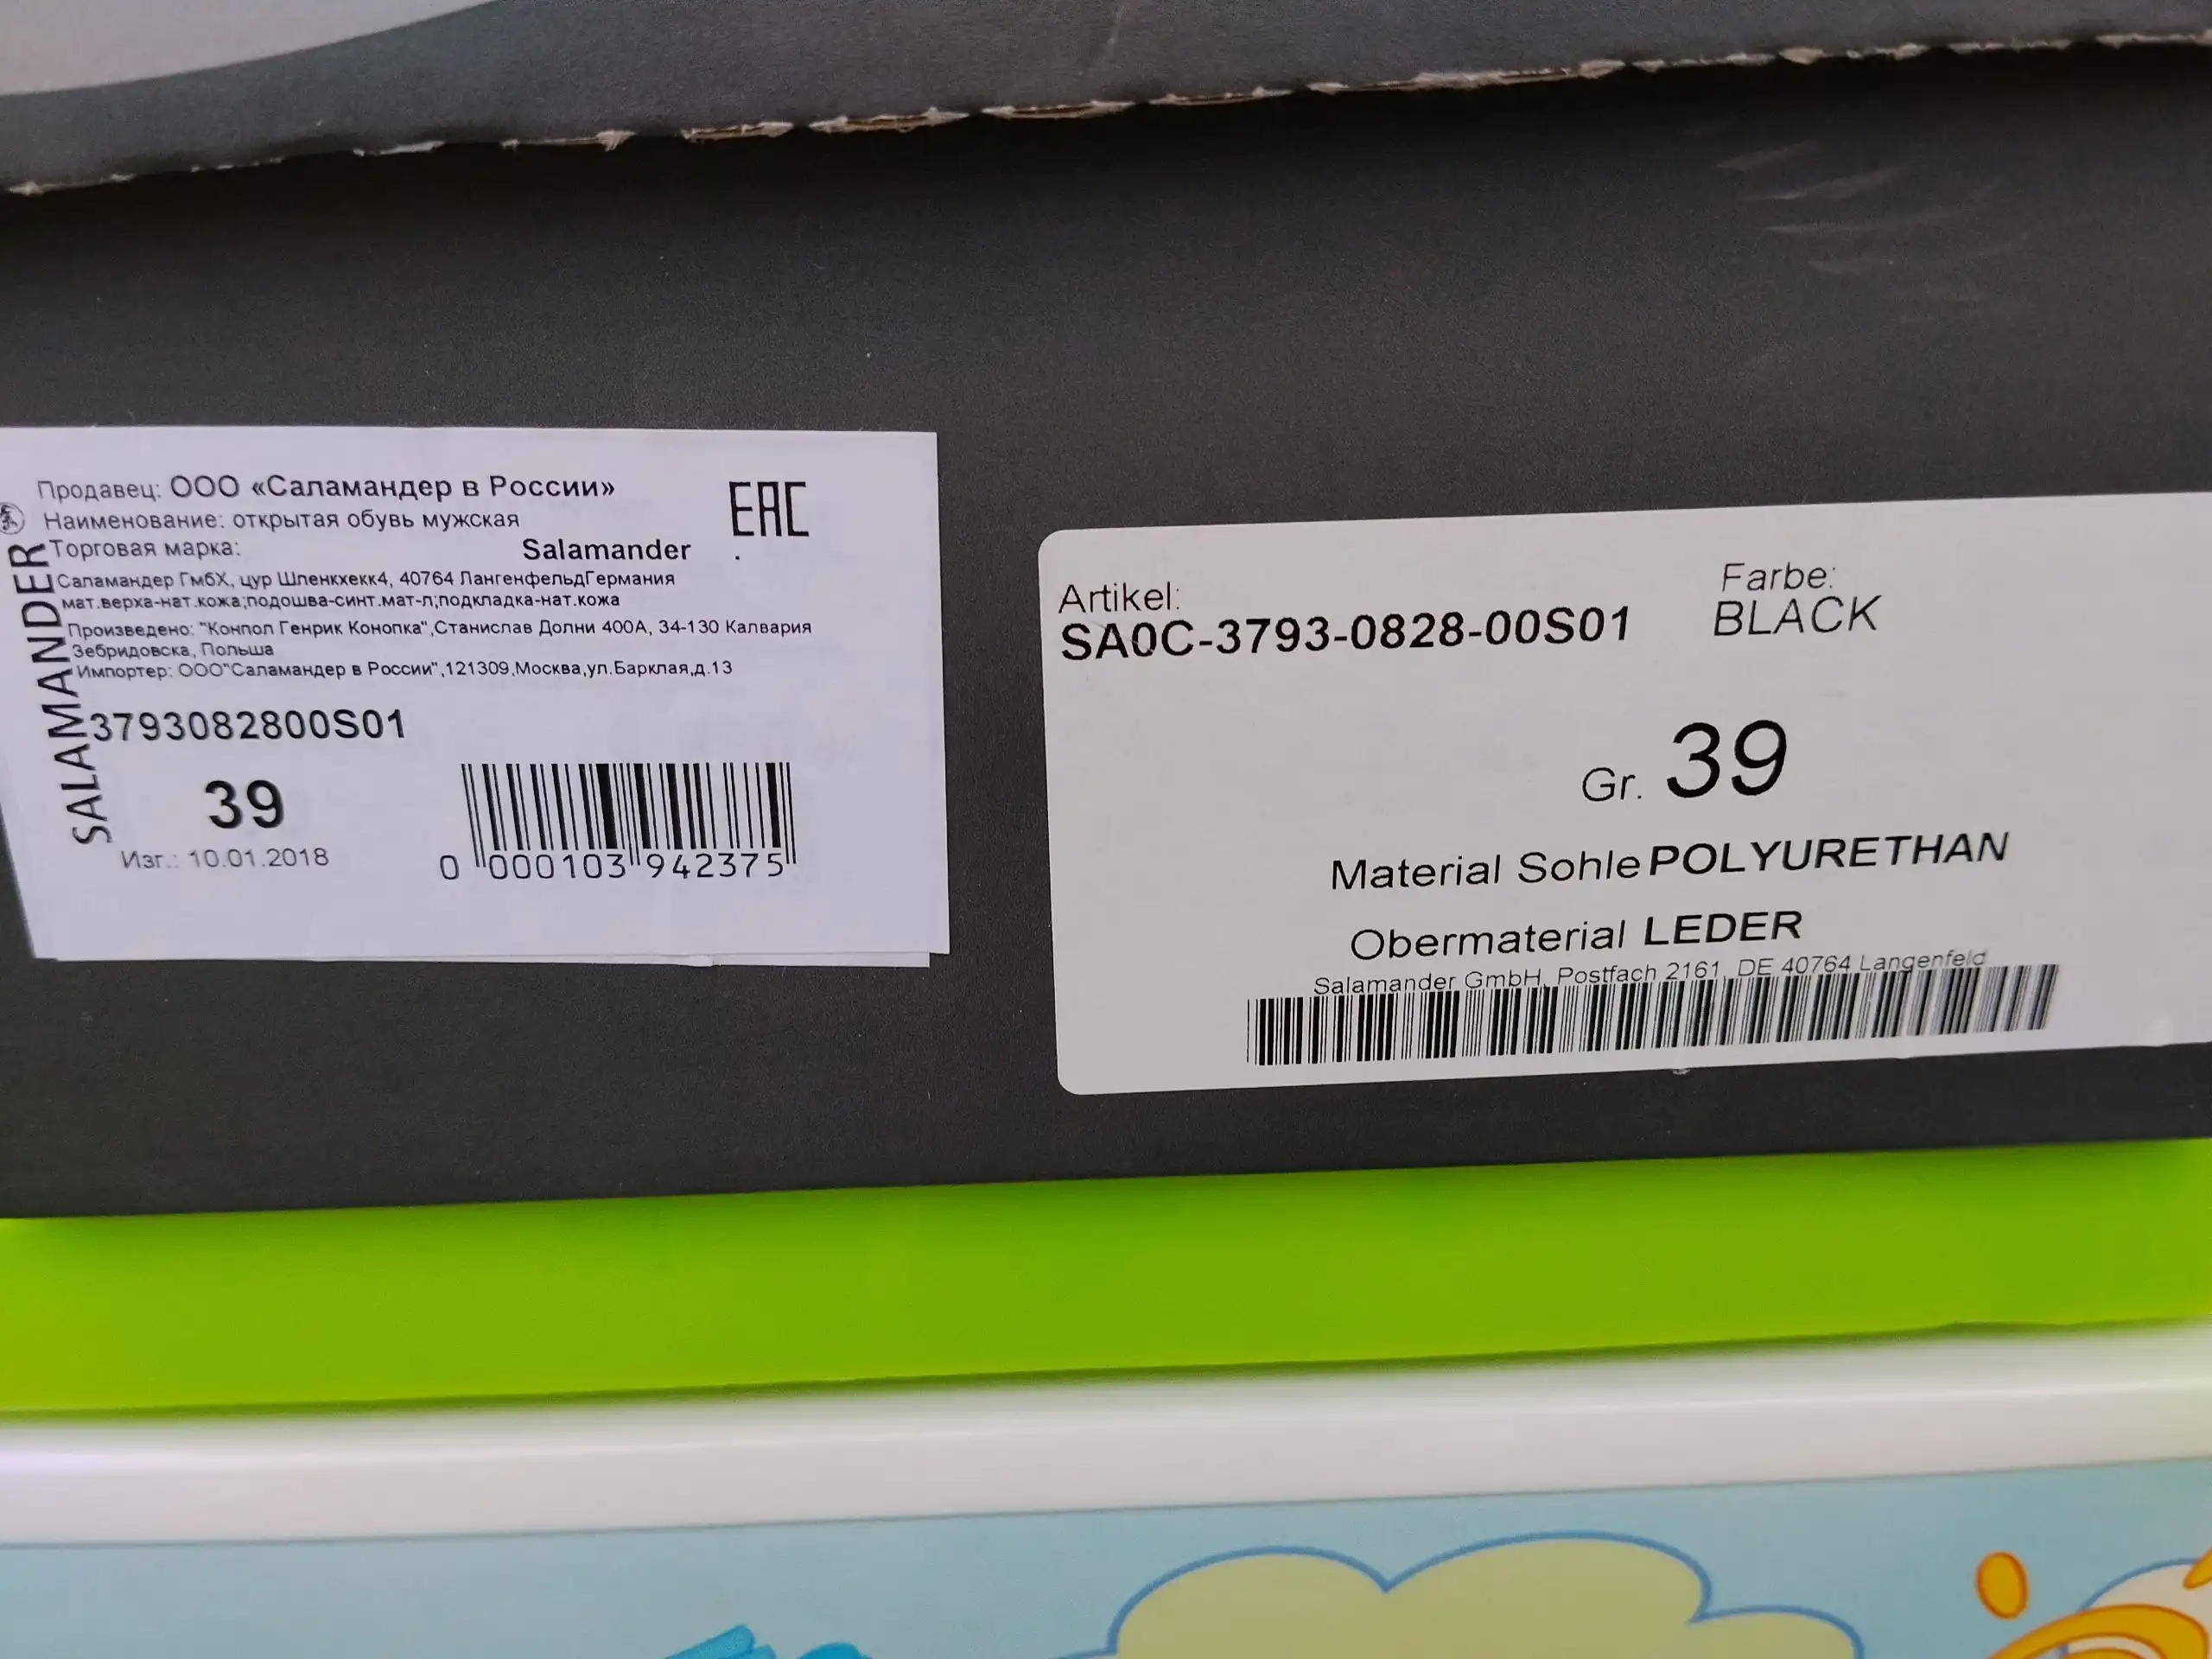 Продавец: ООО «Саламандер в России»
EAC
Наименование: открытая обувь мужская
Торговая марка: Salamander
Саламандер ГмбХ, цур Шленкхекк4, 40764 ЛангенфельдГермания
мат.верха-нат.кожа;подошва-синт.мат-л;подкладка-нат.кожа
Произведено: "Конпол Генрик Конопка",Станислав Долни 400А, 34-130 Калвария
Зебридовска, Польша
Импортер: ООО"Саламандер в России",121309,Москва,ул.Барклая,д.13
SALAMANDER
3793082800S01
39
Изг.: 10.01.2018
0 000103 942375
Artikel:
SA0C-3793-0828-00S01
Farbe:
BLACK
Gr. 39
Material Sohle POLYURETHAN
Obermaterial LEDER
Salamander GmbH, Postfach 2161, DE 40764 Langenfeld